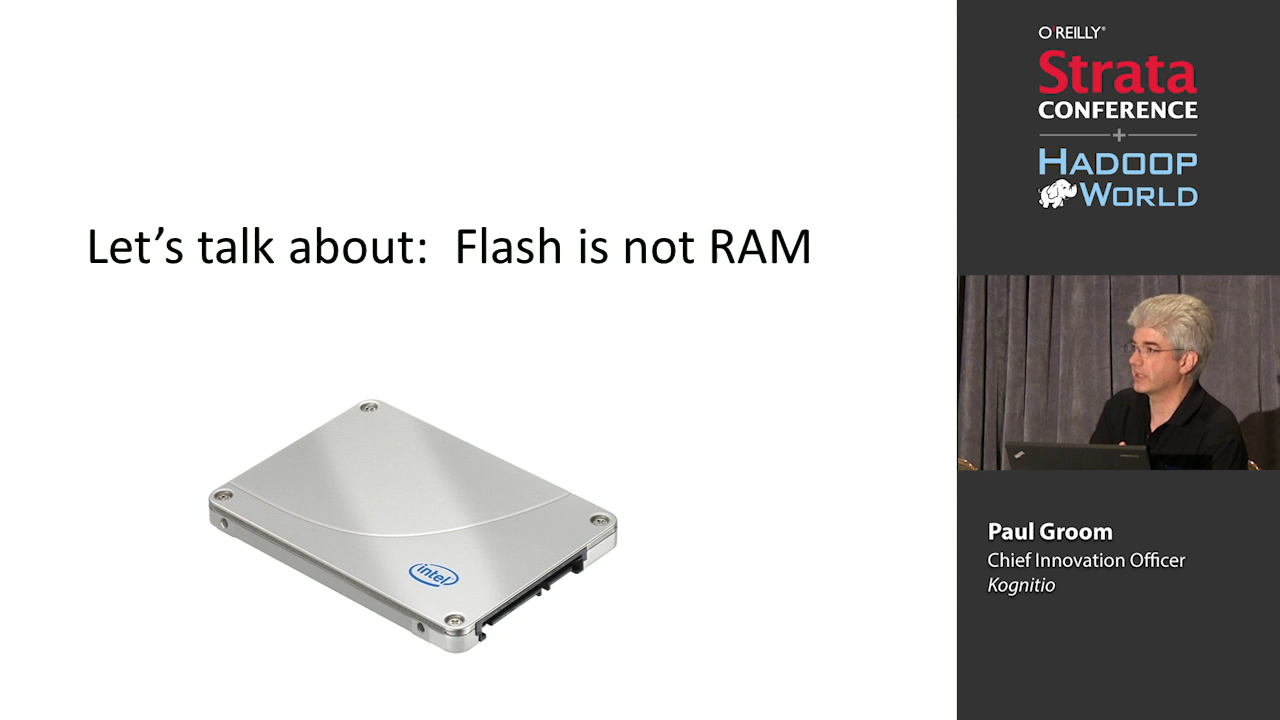 Let’s talk about:  Flash is not RAM
intel
O'REILLY®
Strata
CONFERENCE
+
HADOOP
WORLD
Paul Groom
Chief Innovation Officer
Kognitio